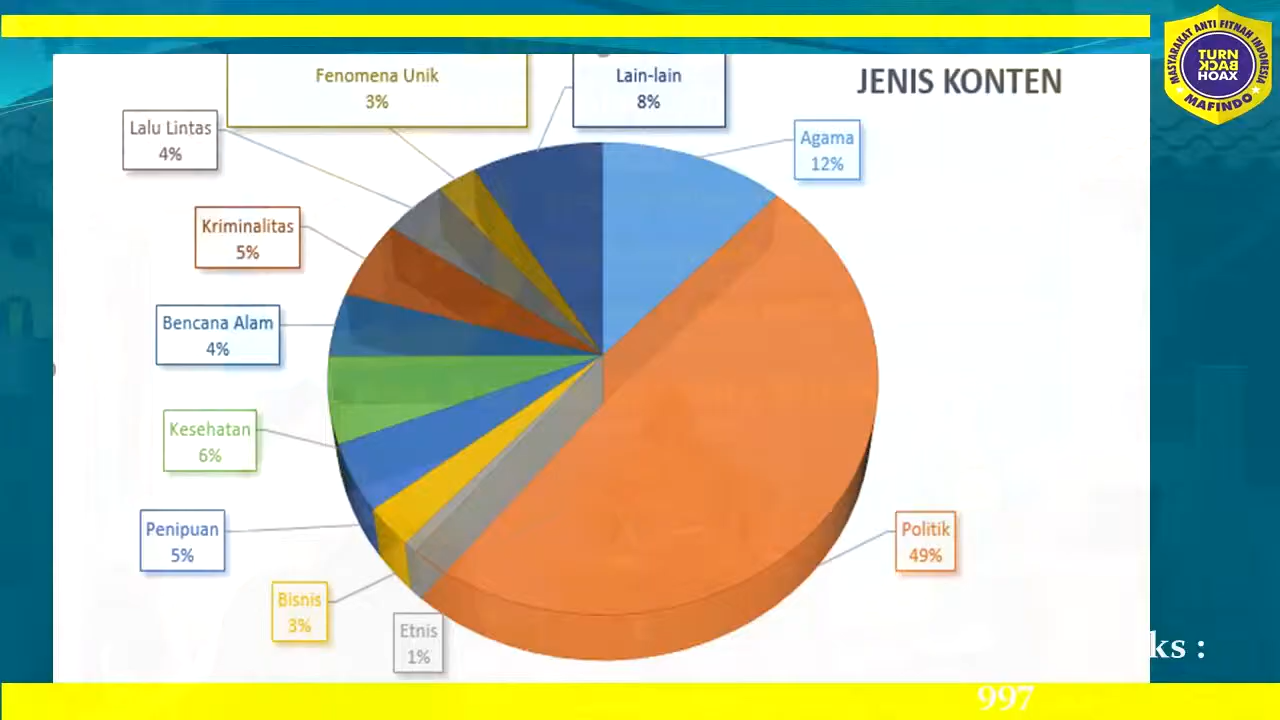 JENIS KONTEN
Fenomena Unik
3%
Lain-lain
8%
Agama
12%
Lalu Lintas
4%
Kriminalitas
5%
Bencana Alam
4%
Kesehatan
6%
Penipuan
5%
Bisnis
3%
Etnis
1%
Politik
49%
ks :
997
MASYARAKAT ANTI FITNAH INDONESIA
TURN
BACK
HOAX
MAFINDO